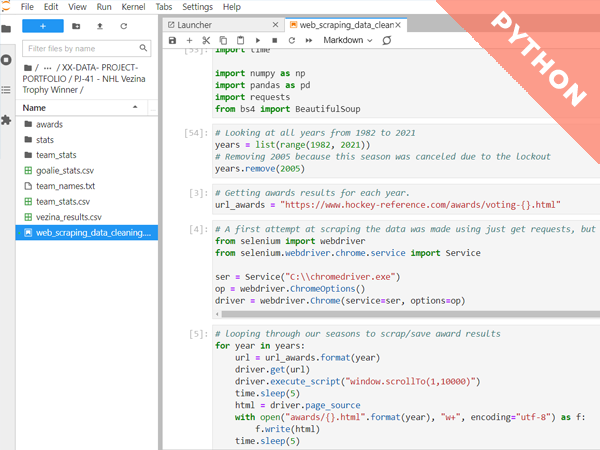 File Edit View Run Kernel Tabs Settings Help
Filter files by name
/ ··· / XX-DATA- PROJECT-
PORTFOLIO / PJ-41 - NHL Vezina
Trophy Winner /
Name
awards
stats
team_stats
goalie_stats.csv
team_names.txt
team_stats.csv
vezina_results.csv
web_scraping_data_cleaning....
Launcher
web_scraping_data_clean
Markdown
[53]: import time
import numpy as np
import pandas as pd
import requests
from bs4 import BeautifulSoup
[54]: # Looking at all years from 1982 to 2021
years = list(range(1982, 2021))
# Removing 2005 because this season was canceled due to the lockout
years.remove(2005)
[3]: # Getting awards results for each year.
url_awards = "https://www.hockey-reference.com/awards/voting-{}.html"
[4]: # A first attempt at scraping the data was made using just get requests, but
from selenium import webdriver
from selenium.webdriver.chrome.service import Service
ser = Service("C:\\chromedriver.exe")
op = webdriver.ChromeOptions()
driver = webdriver.Chrome(service=ser, options=op)
[5]: # looping through our seasons to scrap/save award results
for year in years:
url = url_awards.format(year)
driver.get(url)
driver.execute_script("window.scrollTo(1,10000)")
time.sleep(5)
html = driver.page_source
with open("awards/{}.html".format(year), "w+", encoding="utf-8") as f:
f.write(html)
time.sleep(5)
PYTHON